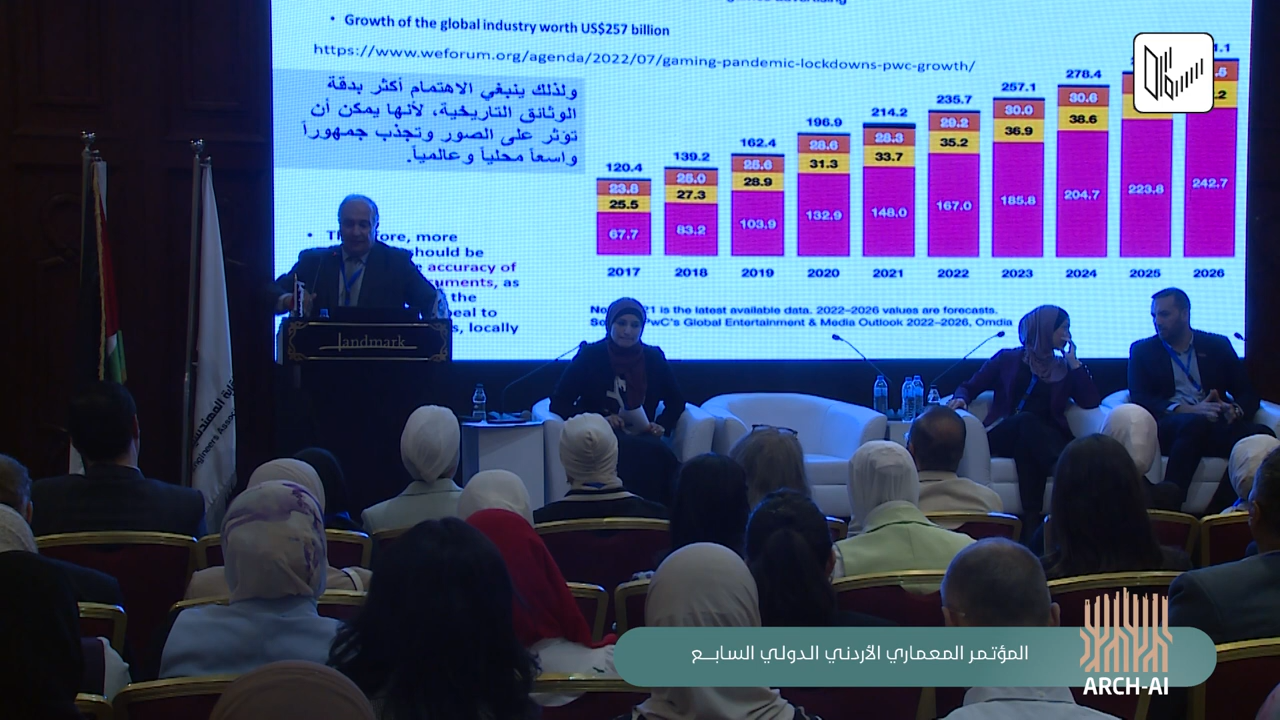 advertising
• Growth of the global industry worth US$257 billion
https://www.weforum.org/agenda/2022/07/gaming-pandemic-lockdowns-pwc-growth/
ولذلك ينبغي الاهتمام أكثر بدقة
الوثائق التاريخية، لأنها يمكن أن
تؤثر على الصور وتجذب جمهوراً
واسعاً محلياً وعالمياً.
more
should be
accuracy of
as
the
to
locally
120.4 139.2 162.4 196.9 214.2 235.7 257.1 278.4
23.8 25.0 25.6 28.6 28.3 29.2 30.0 30.6
25.5 27.3 28.9 31.3 33.7 35.2 36.9 38.6
67.7 83.2 103.9 132.9 148.0 167.0 185.8 204.7 223.8 242.7
2017 2018 2019 2020 2021 2022 2023 2024 2025 2026
21 is the latest available data. 2022–2026 values are forecasts.
PwC's Global Entertainment & Media Outlook 2022–2026, Omdia
landmark
المؤتمر المعماري الأردني الدولي السابع
ARCH-AI